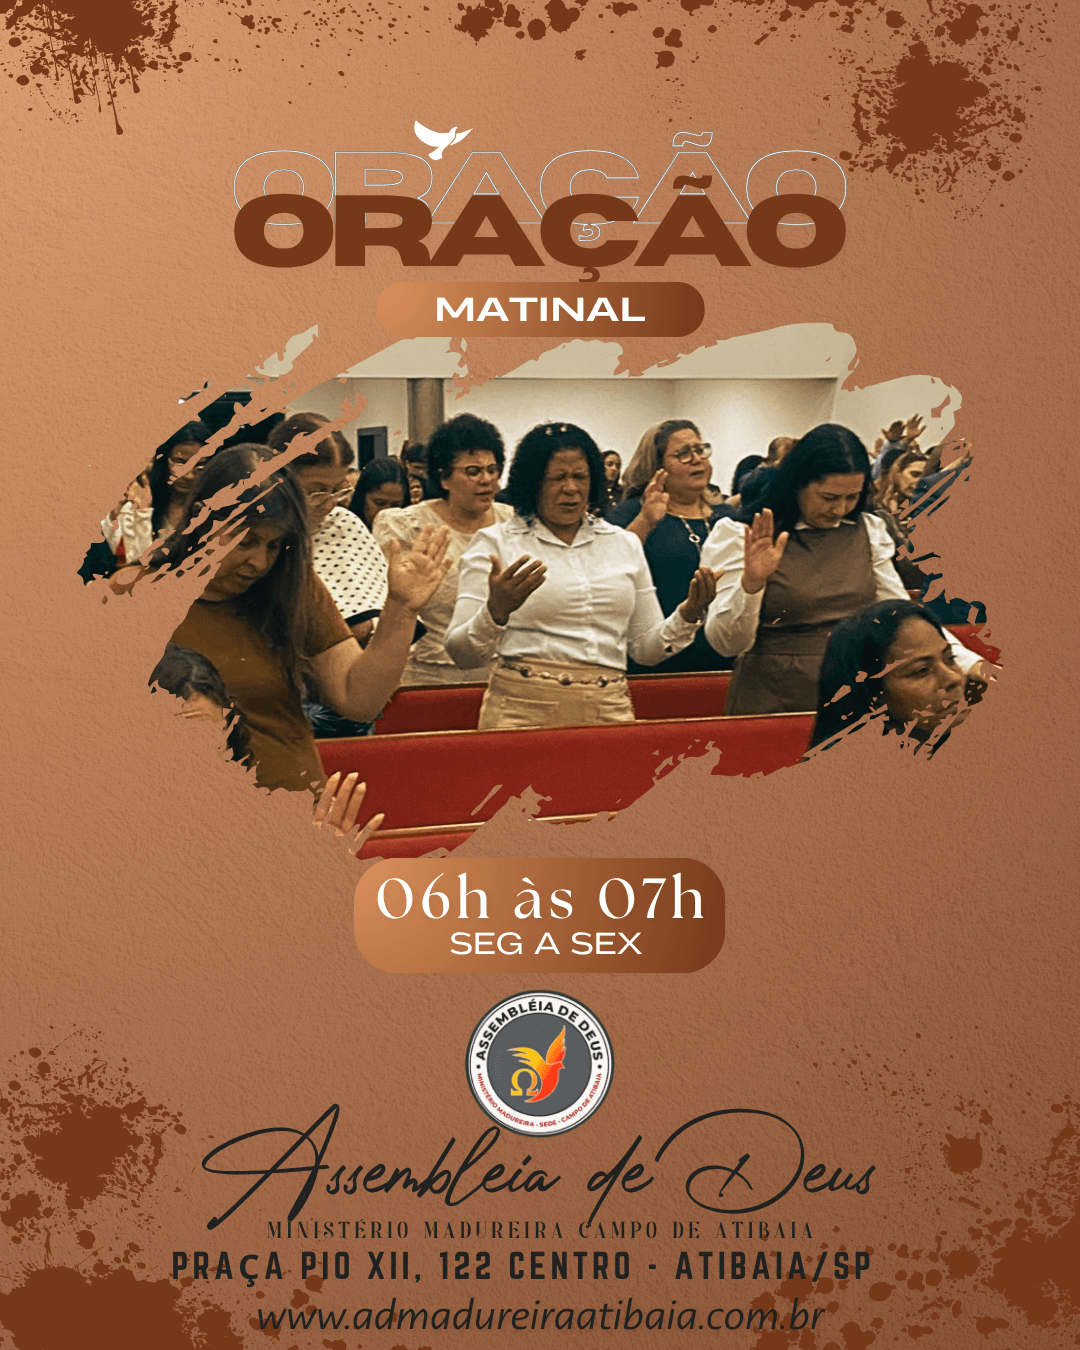 ORAÇÃO
ORAÇÃO
MATINAL
06h às 07h
SEG A SEX
ASSEMBLÉIA DE DEUS
MINISTÉRIO MADUREIRA - SEDE - CAMPO DE ATIBAIA
Ω
Assembleia de Deus
MINISTÉRIO MADUREIRA CAMPO DE ATIBAIA
PRAÇA PIO XII, 122 CENTRO - ATIBAIA/SP
www.admadureiraatibaia.com.br